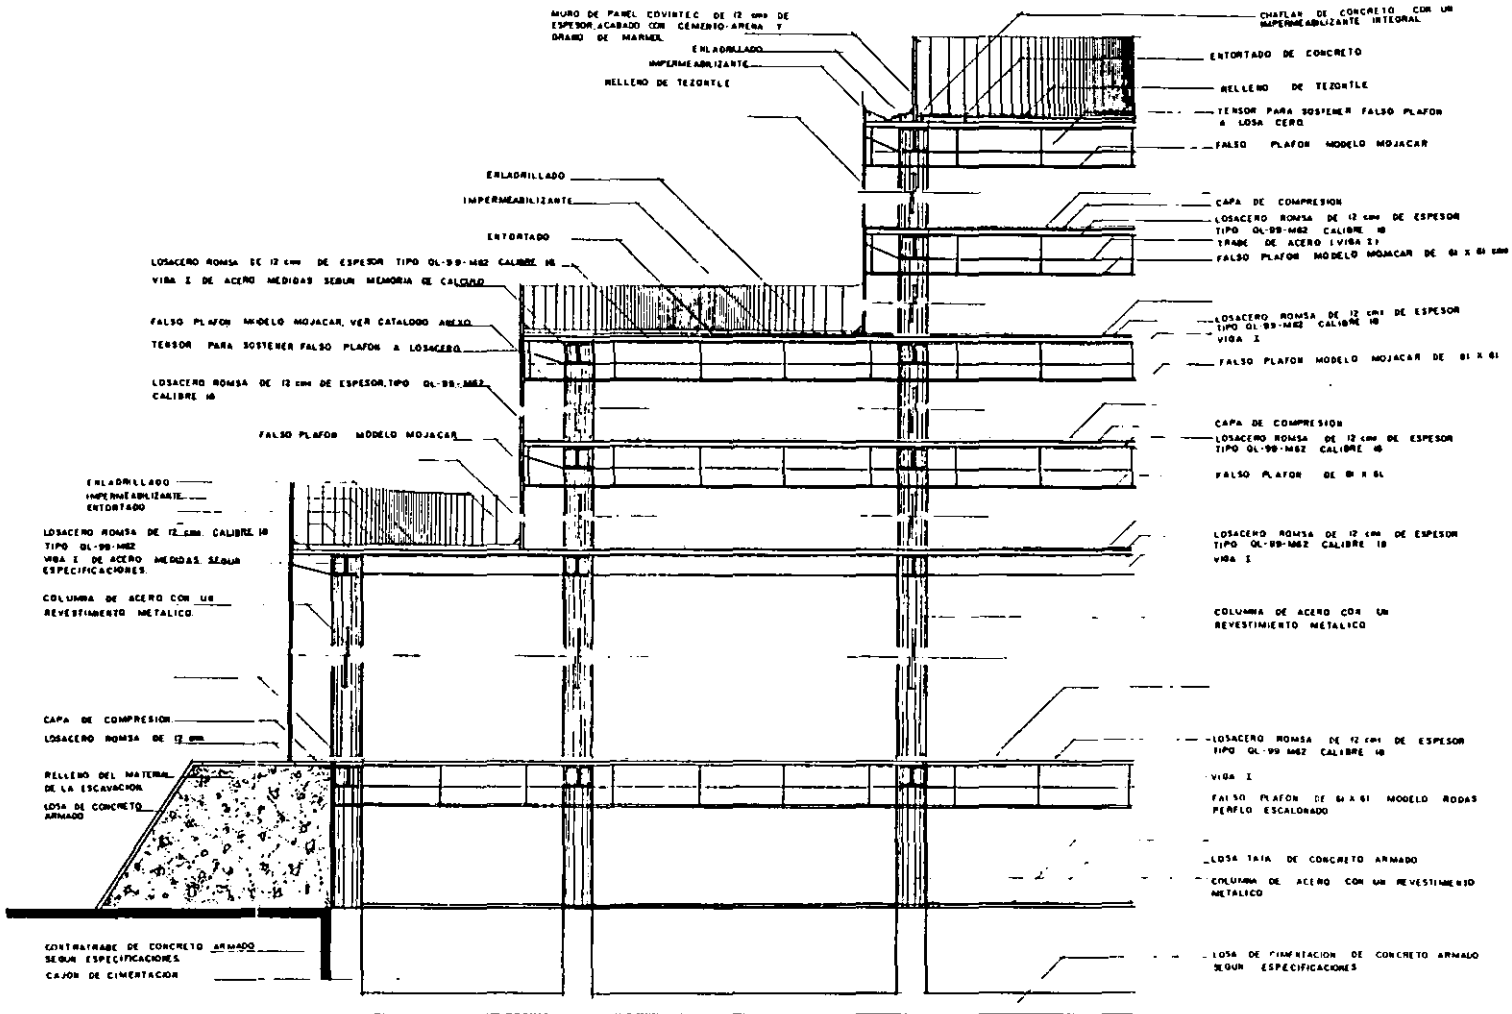 MURO DE PANEL COVINTEC DE 12 cms DE
ESPESOR, ACABADO CON CEMENTO-ARENA Y
GRANO DE MARMOL
ENLADRILLADO
IMPERMEABILIZANTE
RELLENO DE TEZONTLE
ENLADRILLADO
IMPERMEABILIZANTE
ENTORTADO
LOSACERO ROMSA DE 12 cms DE ESPESOR TIPO QL-99-M62 CALIBRE 18
VIGA I DE ACERO MEDIDAS SEGUN MEMORIA DE CALCULO
FALSO PLAFON MODELO MOJACAR, VER CATALOGO ANEXO
TENSOR PARA SOSTENER FALSO PLAFON A LOSACERO
LOSACERO ROMSA DE 12 cms DE ESPESOR, TIPO QL-99-M62
CALIBRE 18
FALSO PLAFON MODELO MOJACAR
ENLADRILLADO
IMPERMEABILIZANTE
ENTORTADO
LOSACERO ROMSA DE 12 cms CALIBRE 18
TIPO QL-99-M62
VIGA I DE ACERO MEDIDAS SEGUN
ESPECIFICACIONES.
COLUMNA DE ACERO CON UN
REVESTIMIENTO METALICO.
CAPA DE COMPRESION
LOSACERO ROMSA DE 12 cms
RELLENO DEL MATERIAL
DE LA ESCAVACION
LOSA DE CONCRETO
ARMADO
CONTRATRABE DE CONCRETO ARMADO
SEGUN ESPECIFICACIONES
CAJON DE CIMENTACION
CHAFLAN DE CONCRETO CON UN
IMPERMEABILIZANTE INTEGRAL
ENTORTADO DE CONCRETO
RELLENO DE TEZONTLE
TENSOR PARA SOSTENER FALSO PLAFON
A LOSA CERO
FALSO PLAFON MODELO MOJACAR
CAPA DE COMPRESION
LOSACERO ROMSA DE 12 cms DE ESPESOR
TIPO QL-99-M62 CALIBRE 18
TRABE DE ACERO (VIGA I)
FALSO PLAFON MODELO MOJACAR DE 61 X 61 cms
LOSACERO ROMSA DE 12 cms DE ESPESOR
TIPO QL-99-M62 CALIBRE 18
VIGA I
FALSO PLAFON MODELO MOJACAR DE 61 X 61
CAPA DE COMPRESION
LOSACERO ROMSA DE 12 cms DE ESPESOR
TIPO QL-99-M62 CALIBRE 18
FALSO PLAFON DE 61 X 61
LOSACERO ROMSA DE 12 cms DE ESPESOR
TIPO QL-99-M62 CALIBRE 18
VIGA I
COLUMNA DE ACERO CON UN
REVESTIMIENTO METALICO
LOSACERO ROMSA DE 12 cms DE ESPESOR
TIPO QL-99 M62 CALIBRE 18
VIGA I
FALSO PLAFON DE 61 X 61 MODELO RODAS
PERFLO ESCALONADO
LOSA TAPA DE CONCRETO ARMADO
COLUMNA DE ACERO CON UN REVESTIMIENTO
METALICO
LOSA DE CIMENTACION DE CONCRETO ARMADO
SEGUN ESPECIFICACIONES